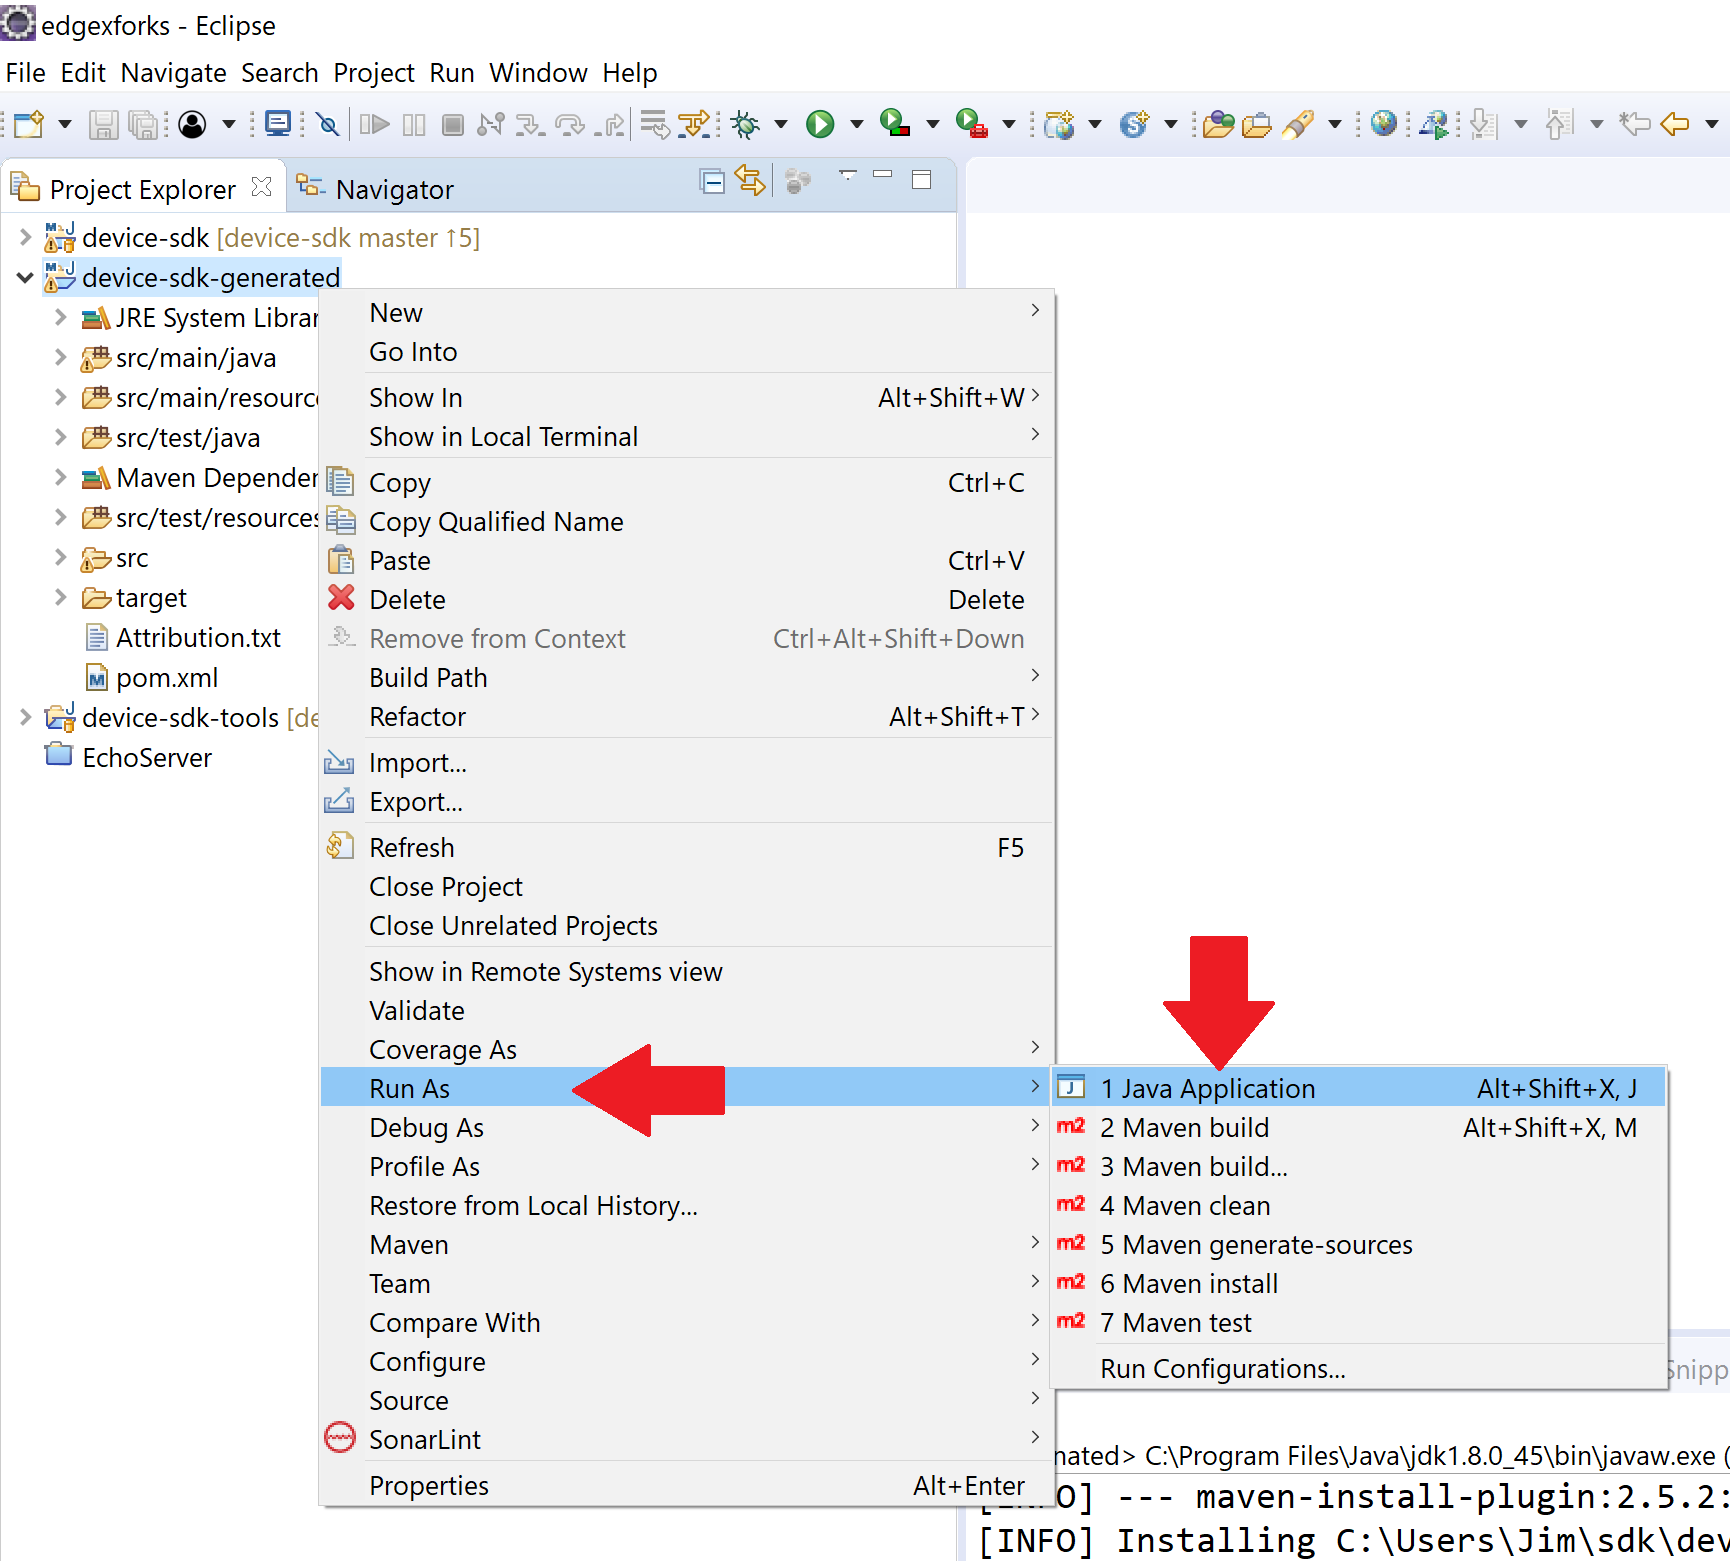 edgexforks - Eclipse
File Edit Navigate Search Project Run Window Help
Project Explorer
Navigator
device-sdk [device-sdk master ↑5]
device-sdk-generated
JRE System Librar
src/main/java
src/main/resourc
src/test/java
Maven Depender
src/test/resources
src
target
Attribution.txt
pom.xml
device-sdk-tools [de
EchoServer
New
Go Into
Show In Alt+Shift+W
Show in Local Terminal
Copy Ctrl+C
Copy Qualified Name
Paste Ctrl+V
Delete Delete
Remove from Context Ctrl+Alt+Shift+Down
Build Path
Refactor Alt+Shift+T
Import...
Export...
Refresh F5
Close Project
Close Unrelated Projects
Show in Remote Systems view
Validate
Coverage As
Run As
Debug As
Profile As
Restore from Local History...
Maven
Team
Compare With
Configure
Source
SonarLint
Properties Alt+Enter
1 Java Application Alt+Shift+X, J
m2 2 Maven build Alt+Shift+X, M
m2 3 Maven build...
m2 4 Maven clean
m2 5 Maven generate-sources
m2 6 Maven install
m2 7 Maven test
Run Configurations...
Snipp
nated> C:\Program Files\Java\jdk1.8.0_45\bin\javaw.exe (
[INFO] --- maven-install-plugin:2.5.2:
[INFO] Installing C:\Users\Jim\sdk\dev